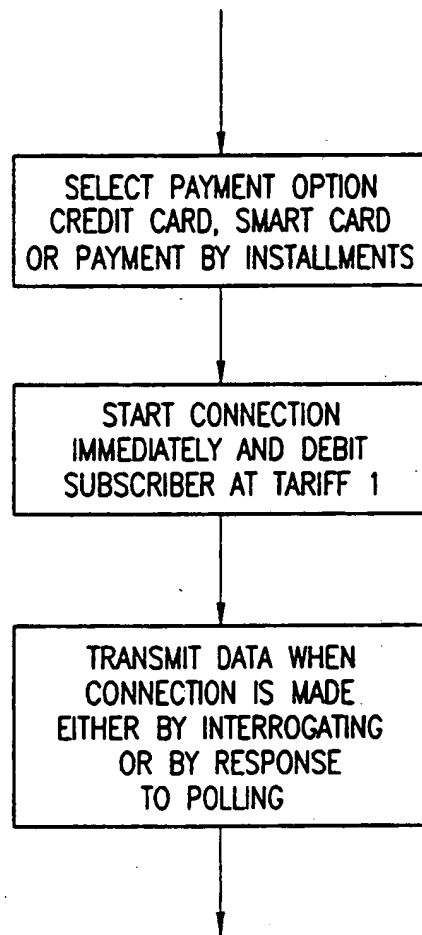 SELECT PAYMENT OPTION
CREDIT CARD, SMART CARD
OR PAYMENT BY INSTALLMENTS
START CONNECTION
IMMEDIATELY AND DEBIT
SUBSCRIBER AT TARIFF 1
TRANSMIT DATA WHEN
CONNECTION IS MADE
EITHER BY INTERROGATING
OR BY RESPONSE
TO POLLING